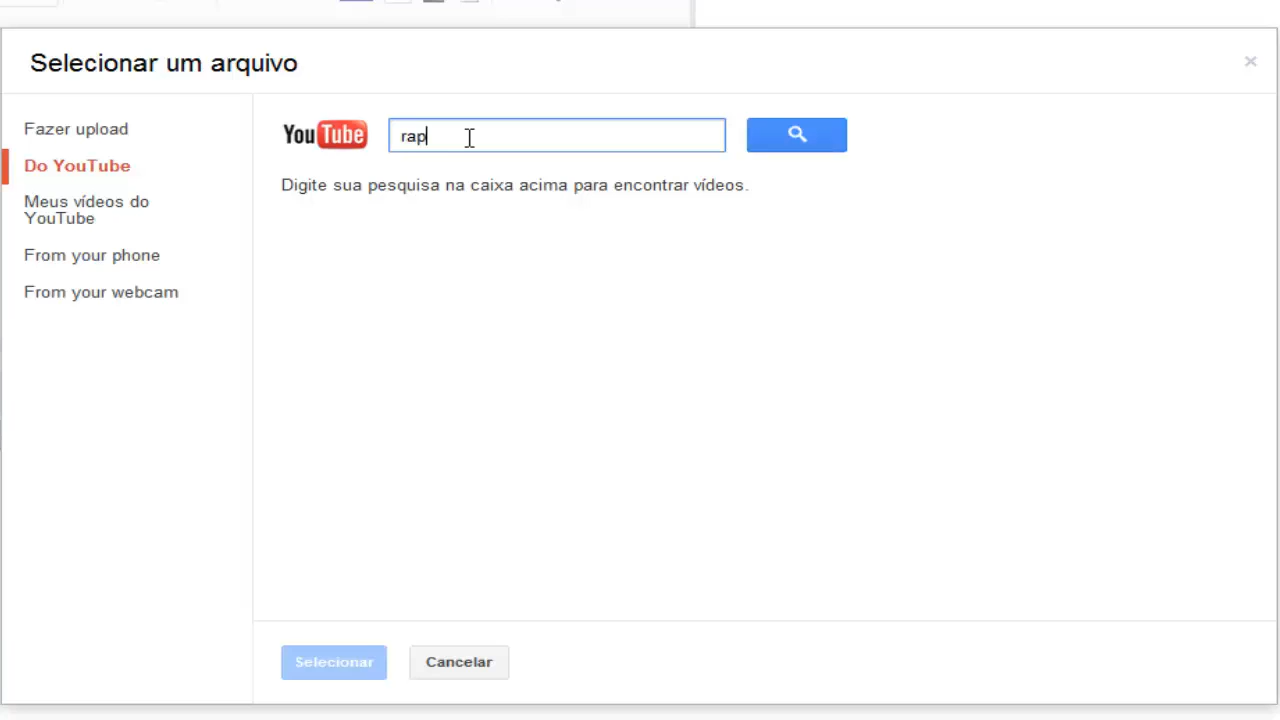 Selecionar um arquivo
×
Fazer upload
Do YouTube
Meus vídeos do
YouTube
From your phone
From your webcam
YouTube
rap
Digite sua pesquisa na caixa acima para encontrar vídeos.
Selecionar
Cancelar